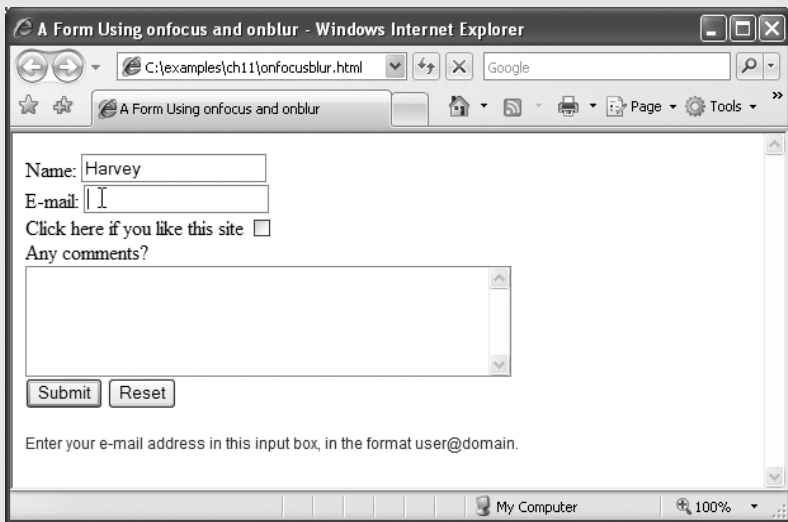 A Form Using onfocus and onblur - Windows Internet Explorer
C:\examples\ch11\onfocusblur.html
Google
A Form Using onfocus and onblur
Page
Tools
»
Name: Harvey
E-mail:
Click here if you like this site
Any comments?
Submit Reset
Enter your e-mail address in this input box, in the format user@domain.
My Computer
100%